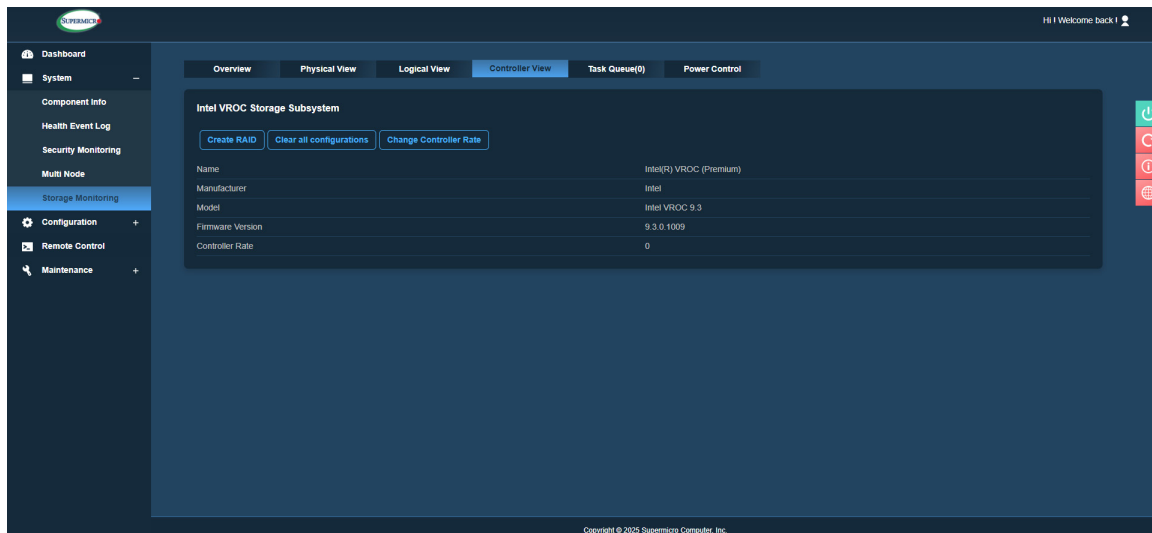 SUPERMICR
Hi ! Welcome back !
Dashboard
System −
Component Info
Health Event Log
Security Monitoring
Multi Node
Storage Monitoring
Configuration +
Remote Control
Maintenance +
Overview Physical View Logical View Controller View Task Queue(0) Power Control
Intel VROC Storage Subsystem
Create RAID Clear all configurations Change Controller Rate
Name Intel(R) VROC (Premium)
Manufacturer Intel
Model Intel VROC 9.3
Firmware Version 9.3.0.1009
Controller Rate 0
Copyright © 2025 Supermicro Computer, Inc.